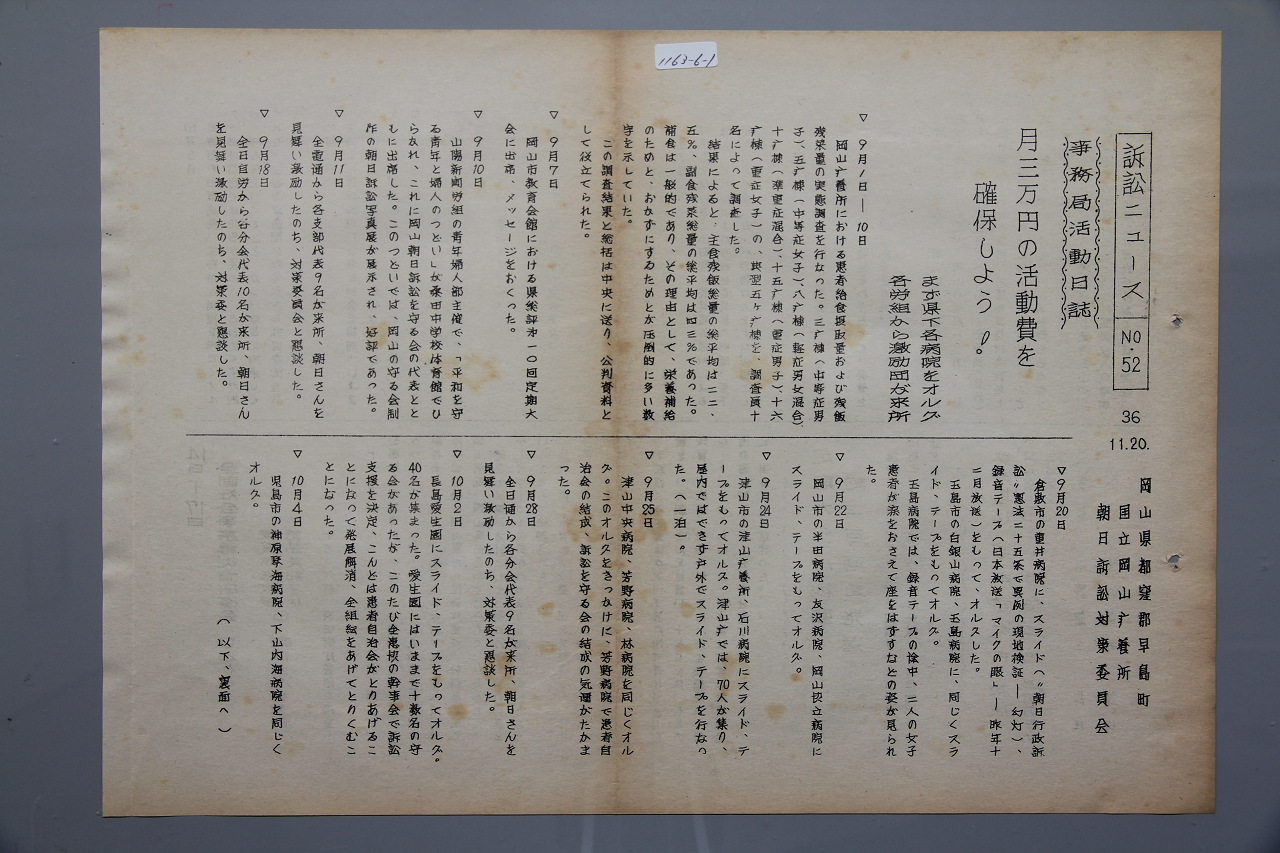 1163-6-1
訴訟ニュース NO.52
36
11.20.
岡山県都窪郡早島町
国立岡山疒養所
朝日訴訟対策委員会
事務局活動日誌
月三万円の活動費を
確保しよう!。
まず県下各病院をオルグ
各労組から激励団が来所
▽ 9月1日―10日
岡山疒養所における患者給食摂取量および残飯
残菜量の実態調査を行なった。三疒棟(中等症男
子)、五疒棟(中等症女子)、八疒棟(軽症男女混合)、
十疒棟(準重症混合)、十五疒棟(重症男子)、十六
疒棟(重症女子)の、典型五ヶ疒棟を、調査員十
名によって調査した。
結果によると、主食残飯総量の総平均は二二・
五%、副食残菜総量の総平均は四三%であった。
補食は一般的であり、その理由として、栄養補給
のためと、おかずにするためとが圧倒的に多い数
字を示していた。
この調査結果と総括は中央に送り、公判資料と
して役立てられた。
▽ 9月7日
岡山市教育会館における県総評才一〇回定期大
会に出席、メッセージをおくった。
▽ 9月10日
山陽新聞労組の青年婦人部主催で、「平和を守
る青年と婦人のつどい」が桑田中学校体育館でひ
らかれ、これに岡山朝日訴訟を守る会の代表とと
もに出席した。このつどいでは、岡山の守る会制
作の朝日訴訟写真展が展示され、好評であった。
▽ 9月11日
全電通から各支部代表9名が来所、朝日さんを
見舞い激励したのち、対策委員会と懇談した。
▽ 9月18日
全日自労から各分会代表10名が来所、朝日さん
を見舞い激励したのち、対策委と懇談した。
▽ 9月20日
倉敷市の重井病院に、スライド(〝朝日行政訴
訟〟憲法二十五条で異例の現地検証―幻灯)、
録音テープ(日本放送「マイクの眼」―昨年十
二月放送)をもって、オルグした。
玉島市の白銀山病院、玉島病院に、同じくスラ
イド、テープをもってオルグ。
玉島病院では、録音テープの途中、二人の女子
患者が涙をおさえて座をはずすなどの姿が見られ
た。
▽ 9月22日
岡山市の半田病院、友沢病院、岡山協立病院に
スライド、テープをもってオルグ。
▽ 9月24日
津山市の津山疒養所、石川病院にスライド、テ
ープをもってオルグ。津山疒では、70人が集り、
屋内ではできず戸外でスライド、テープを行なっ
た。(一泊)。
▽ 9月25日
津山中央病院、芳野病院、林病院を同じくオル
グ。このオルグをきっかけに、芳野病院で患者自
治会の結成、訴訟を守る会の結成の気運がたかま
った。
▽ 9月28日
全日通から各分会代表9名が来所、朝日さんを
見舞い激励したのち、対策委と懇談した。
▽ 10月2日
長島愛生園にスライド、テープをもってオルグ。
40名が集まった。愛生園にはいままで十数名の守
る会があったが、このたび全患協の幹事会で訴訟
支援を決定、こんどは患者自治会がとりあげるこ
とになって発展解消、全組織をあげてとりくむこ
とになった。
▽ 10月4日
児島市の神原琴海病院、下山内海病院を同じく
オルグ。
(以下、裏面へ)